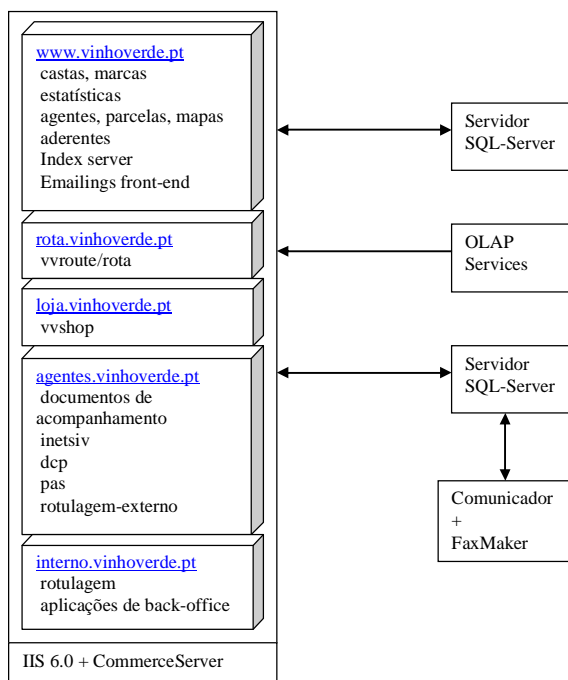 www.vinhoverde.pt
castas, marcas
estatísticas
agentes, parcelas, mapas
aderentes
Index server
Emailings front-end
rota.vinhoverde.pt
vvroute/rota
loja.vinhoverde.pt
vvshop
agentes.vinhoverde.pt
documentos de
acompanhamento
inetsiv
dcp
pas
rotulagem-externo
interno.vinhoverde.pt
rotulagem
aplicações de back-office
IIS 6.0 + CommerceServer
Servidor
SQL-Server
OLAP
Services
Servidor
SQL-Server
Comunicador
+
FaxMaker